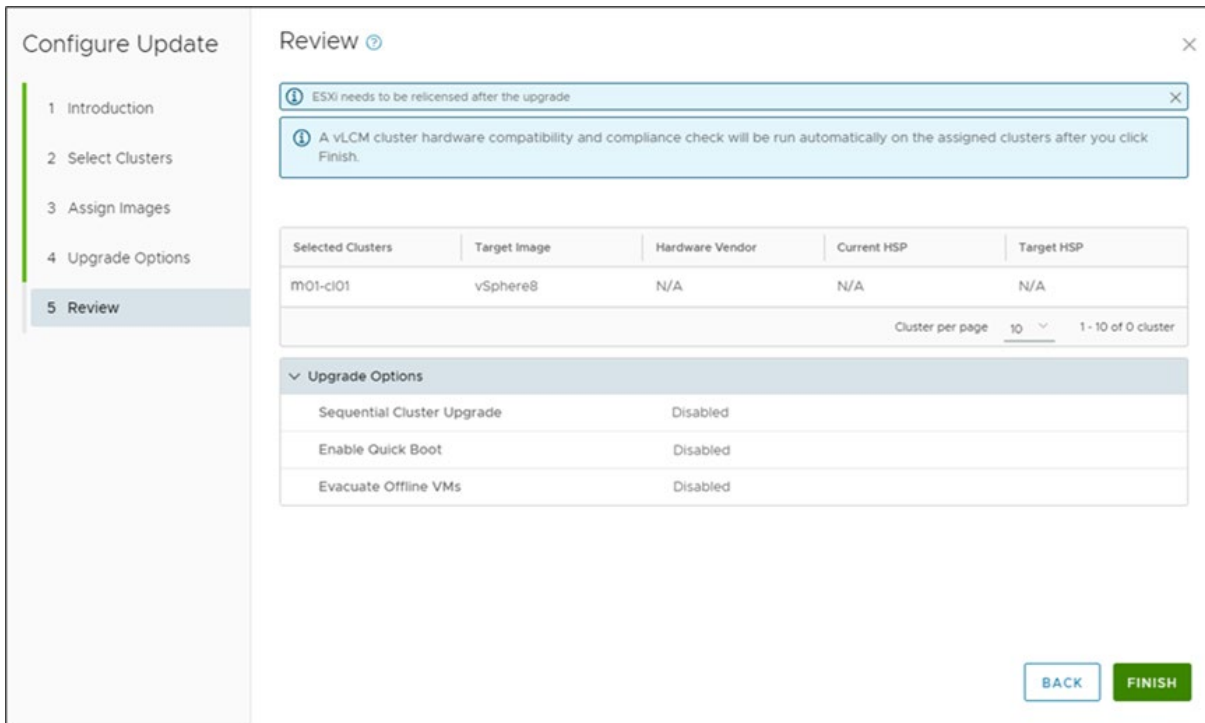 Configure Update
1 Introduction
2 Select Clusters
3 Assign Images
4 Upgrade Options
5 Review
Review
ESXi needs to be relicensed after the upgrade
A vLCM cluster hardware compatibility and compliance check will be run automatically on the assigned clusters after you click
Finish.
Selected Clusters Target Image Hardware Vendor Current HSP Target HSP
m01-cl01 vSphere8 N/A N/A N/A
Cluster per page 10 1 - 10 of 0 cluster
Upgrade Options
Sequential Cluster Upgrade Disabled
Enable Quick Boot Disabled
Evacuate Offline VMs Disabled
BACK FINISH